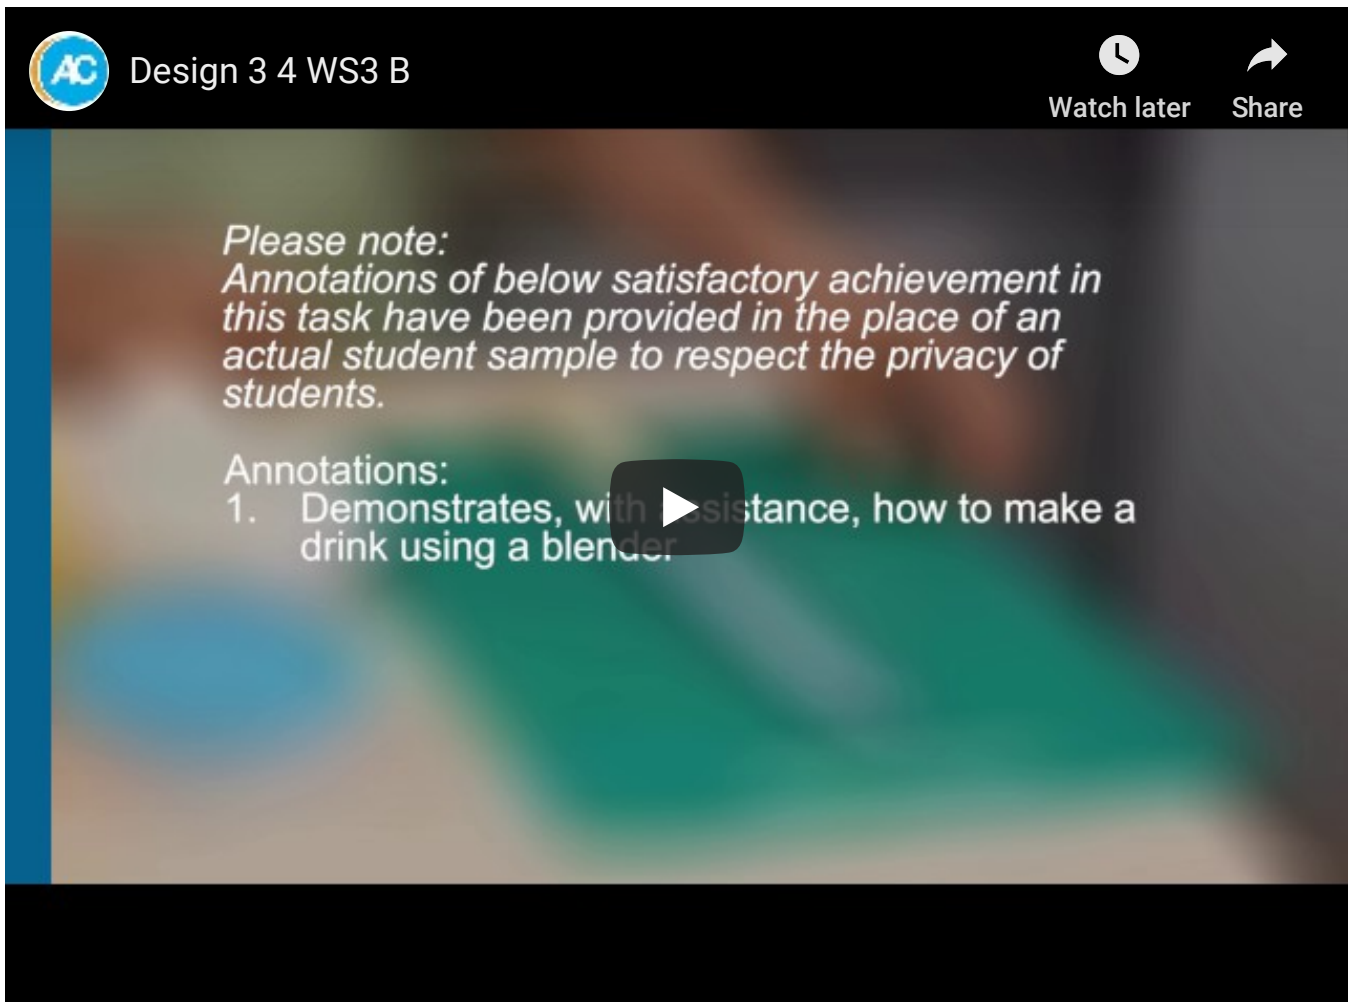 AC
Design 3 4 WS3 B
Watch later
Share
Please note:
Annotations of below satisfactory achievement in
this task have been provided in the place of an
actual student sample to respect the privacy of
students.
Annotations:
1. Demonstrates, with assistance, how to make a
drink using a blender